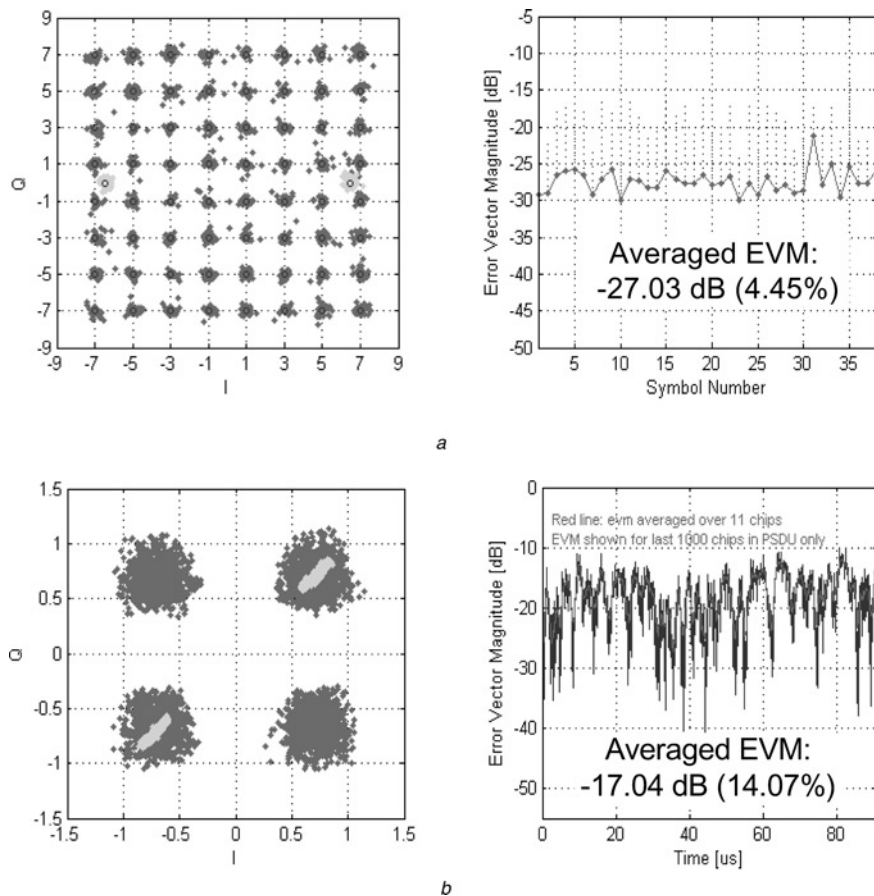 9
7
5
3
1
-1
-3
-5
-7
-9
Q
-9 -7 -5 -3 -1 1 3 5 7 9
I
-5
-10
-15
-20
-25
-30
-35
-40
-45
-50
Error Vector Magnitude [dB]
Averaged EVM:
-27.03 dB (4.45%)
5 10 15 20 25 30 35
Symbol Number
a
1.5
1
0.5
0
-0.5
-1
-1.5
Q
-1.5 -1 -0.5 0 0.5 1 1.5
I
0
-10
-20
-30
-40
-50
Error Vector Magnitude [dB]
Red line: evm averaged over 11 chips
EVM shown for last 1000 chips in PSDU only
Averaged EVM:
-17.04 dB (14.07%)
0 20 40 60 80
Time [us]
b